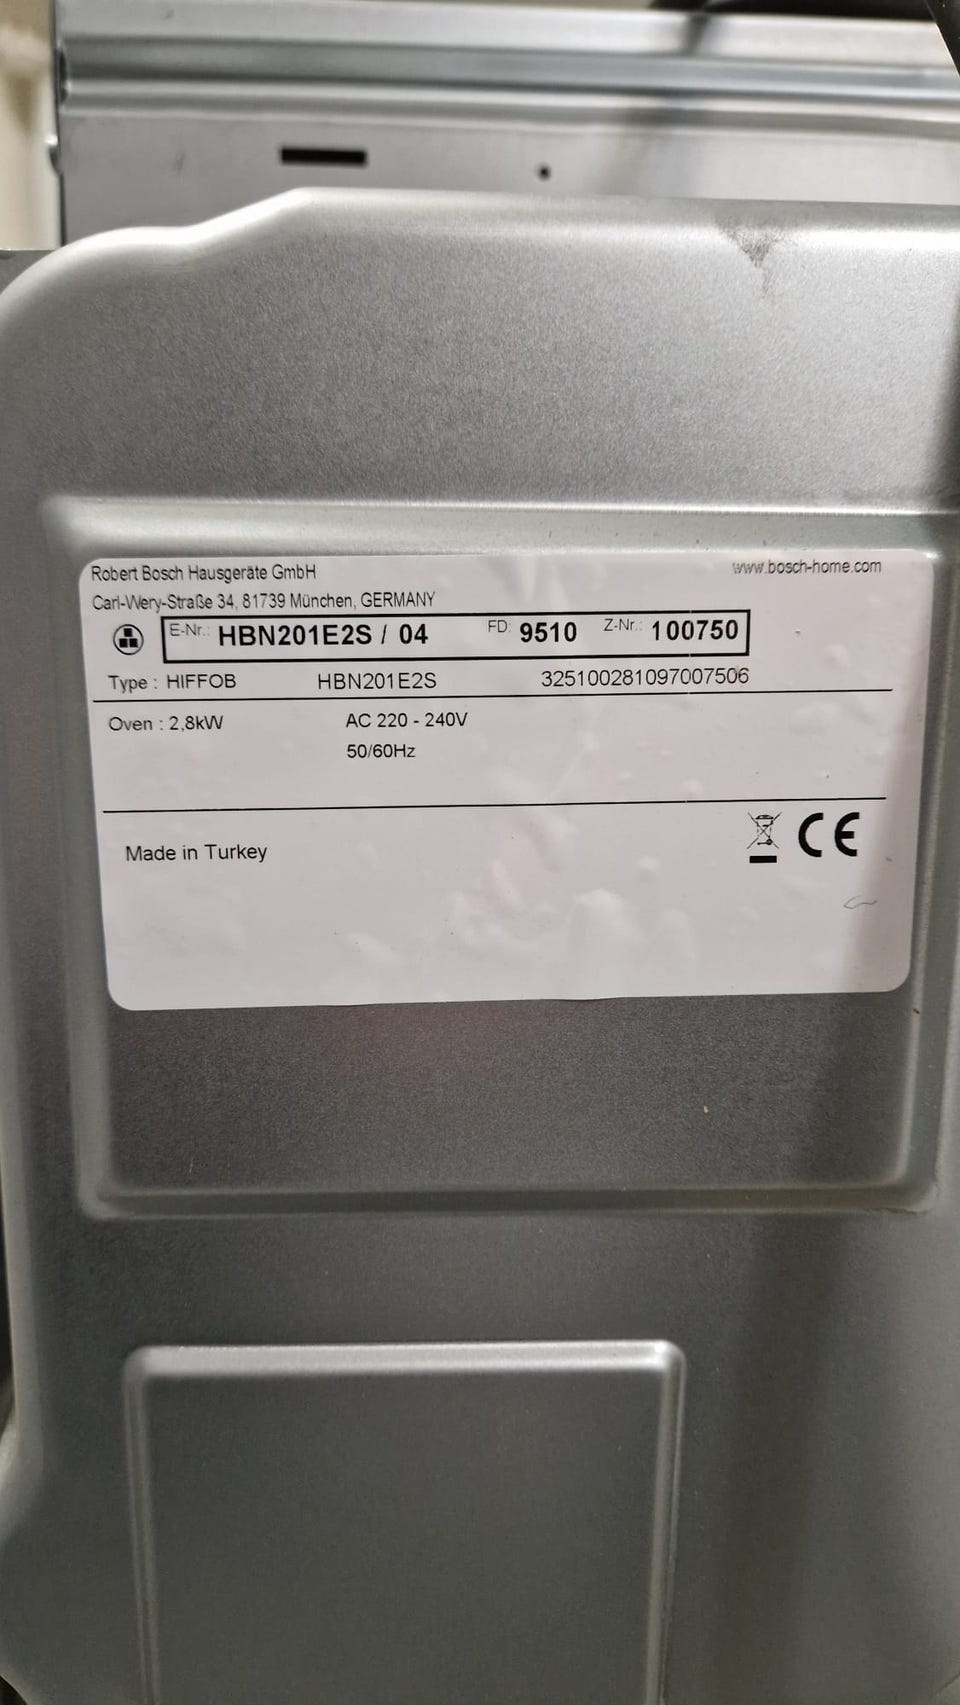 Robert Bosch Hausgeräte GmbH www.bosch-home.com
Carl-Wery-Straße 34, 81739 München, GERMANY
E-Nr.: HBN201E2S / 04 FD: 9510 Z-Nr.: 100750
Type : HIFFOB HBN201E2S 325100281097007506
Oven : 2,8kW AC 220 - 240V
50/60Hz
Made in Turkey CE